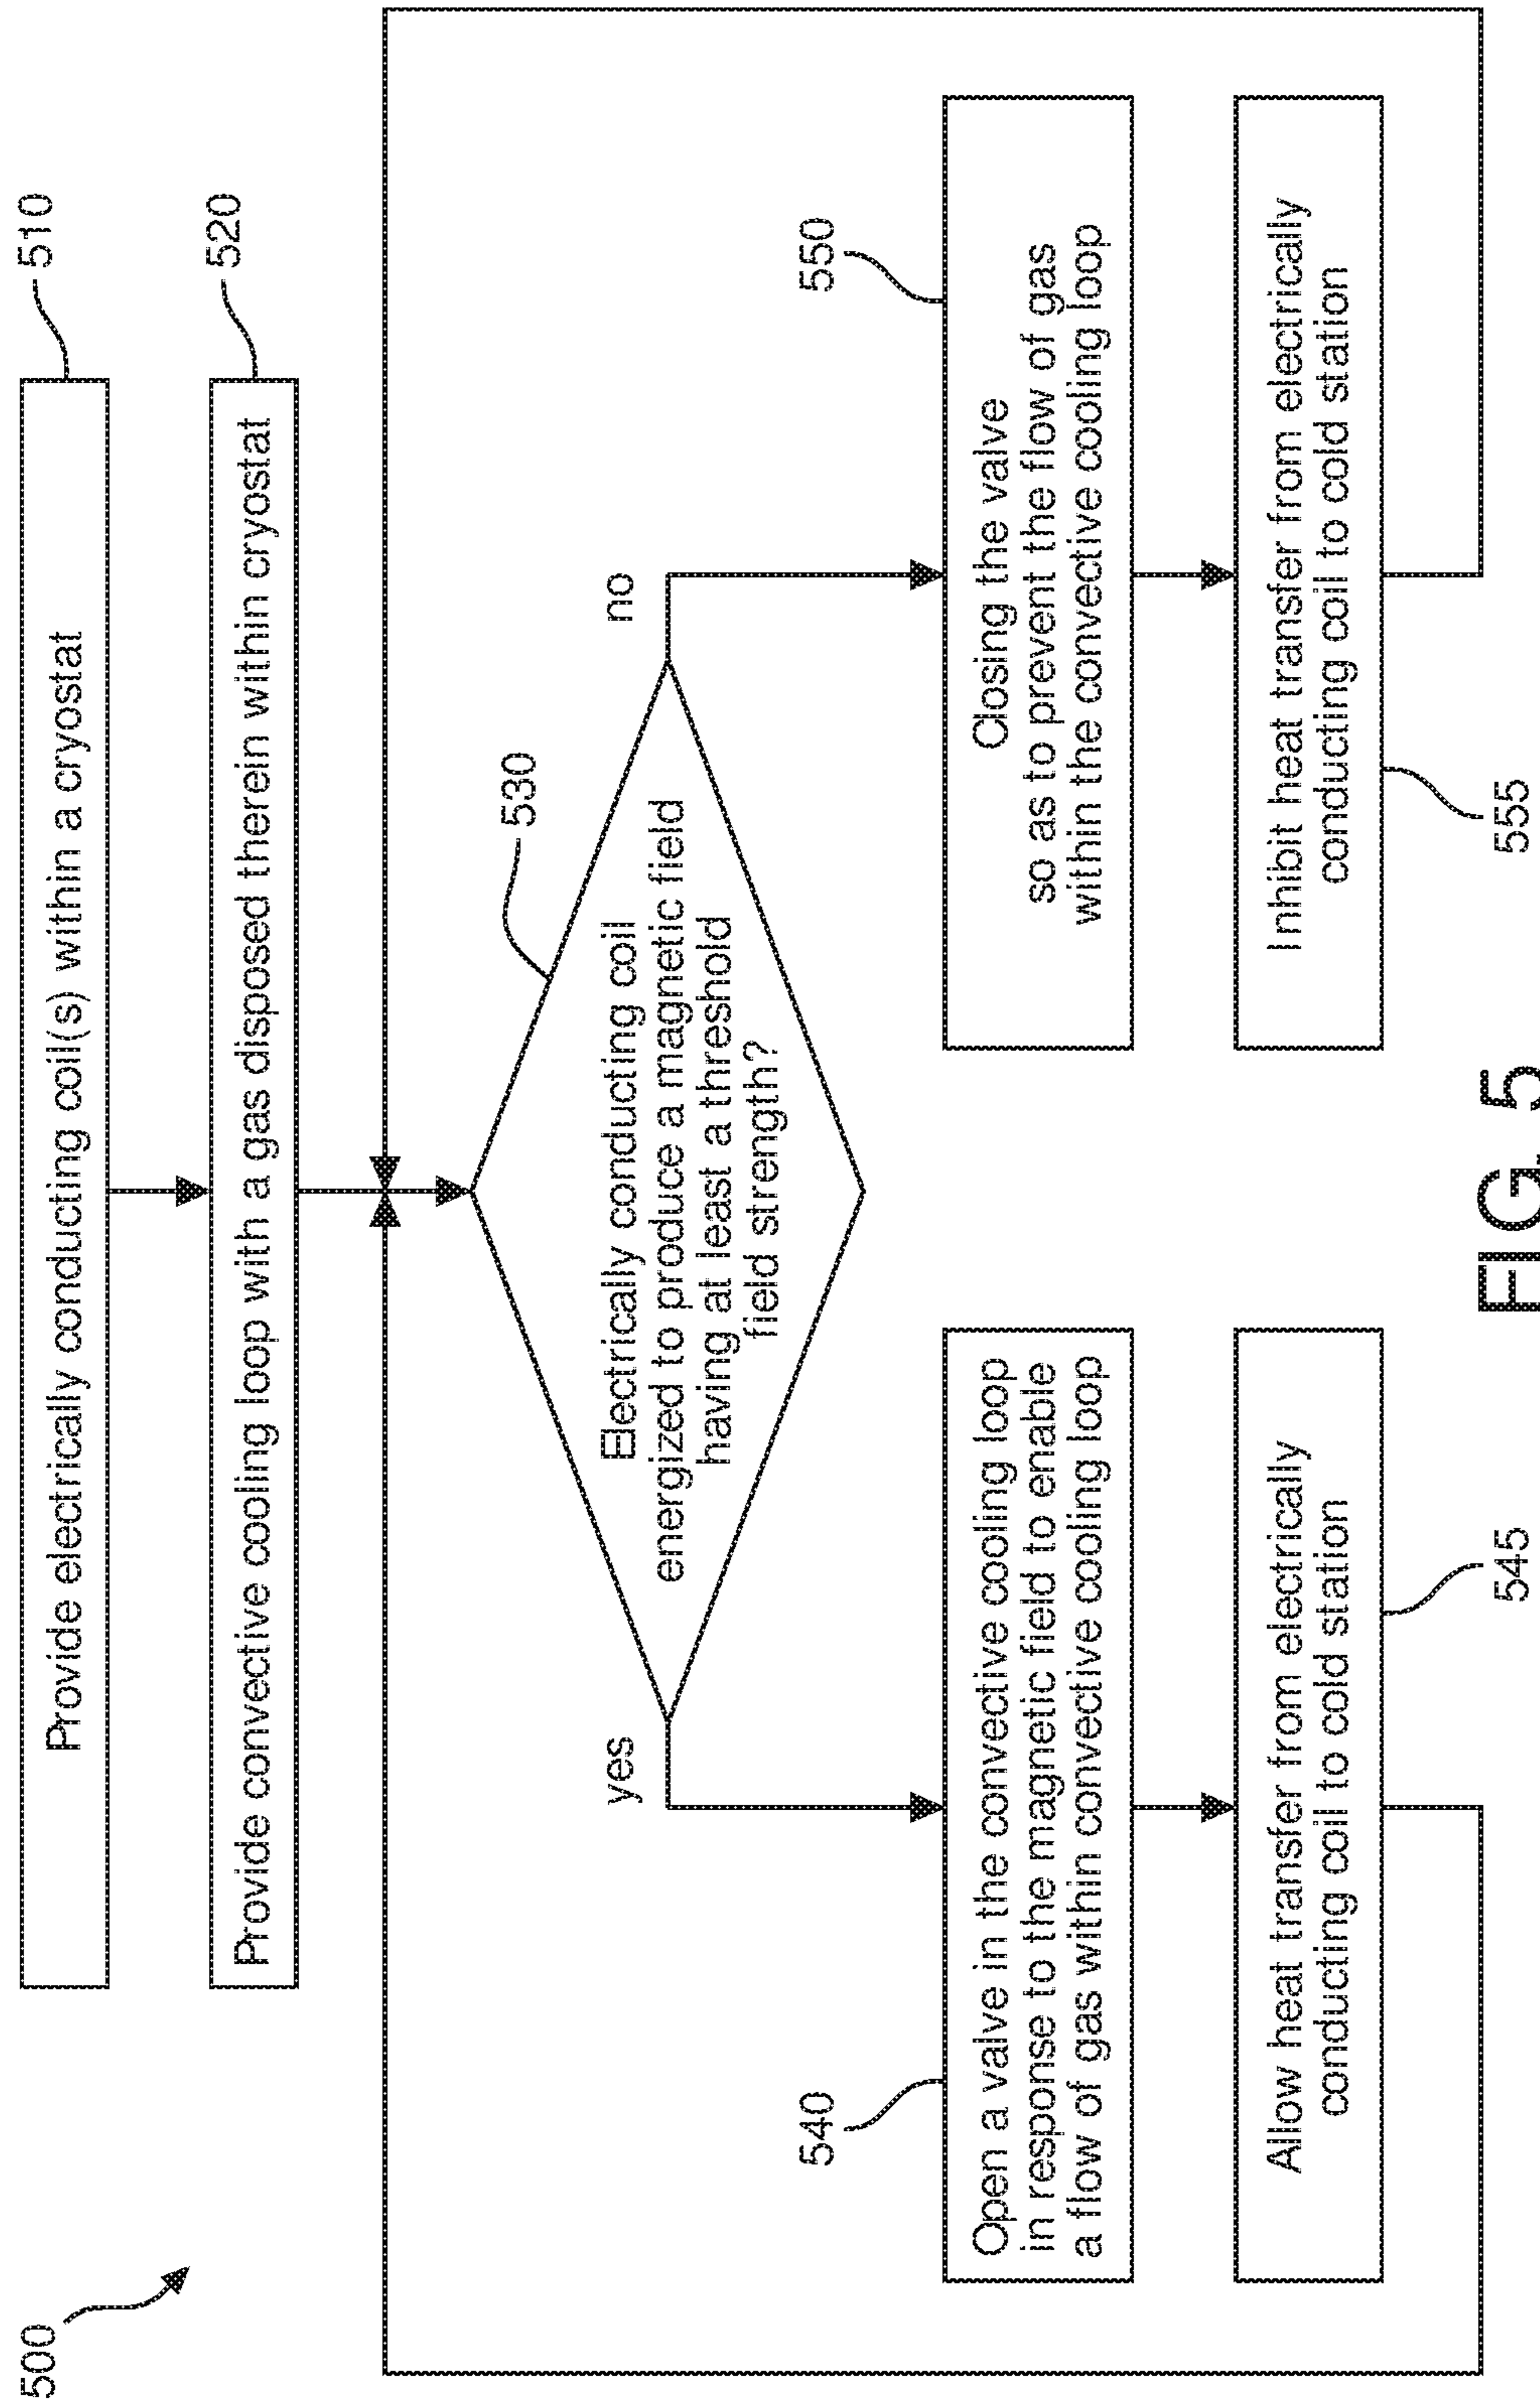 500
Provide electrically conducting coil(s) within a cryostat
510
Provide convective cooling loop with a gas disposed therein within cryostat
520
530
Electrically conducting coil
energized to produce a magnetic field
having at least a threshold
field strength?
yes
no
540
Open a valve in the convective cooling loop
in response to the magnetic field to enable
a flow of gas within convective cooling loop
550
Closing the valve
so as to prevent the flow of gas
within the convective cooling loop
Allow heat transfer from electrically
conducting coil to cold station
545
Inhibit heat transfer from electrically
conducting coil to cold station
555
FIG. 5